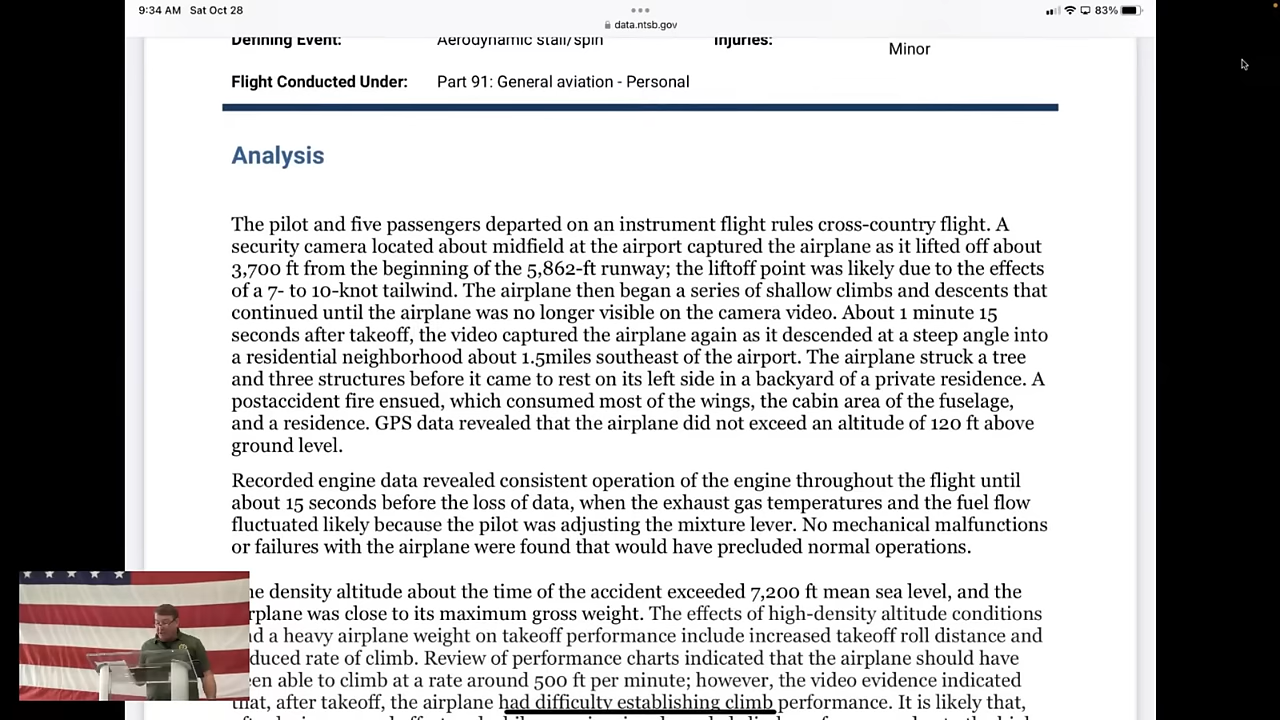 9:34 AM Sat Oct 28
83%
data.ntsb.gov
Defining Event: Aerodynamic stall/spin Injuries:
Minor
Flight Conducted Under: Part 91: General aviation - Personal
Analysis
The pilot and five passengers departed on an instrument flight rules cross-country flight. A
security camera located about midfield at the airport captured the airplane as it lifted off about
3,700 ft from the beginning of the 5,862-ft runway; the liftoff point was likely due to the effects
of a 7- to 10-knot tailwind. The airplane then began a series of shallow climbs and descents that
continued until the airplane was no longer visible on the camera video. About 1 minute 15
seconds after takeoff, the video captured the airplane again as it descended at a steep angle into
a residential neighborhood about 1.5miles southeast of the airport. The airplane struck a tree
and three structures before it came to rest on its left side in a backyard of a private residence. A
postaccident fire ensued, which consumed most of the wings, the cabin area of the fuselage,
and a residence. GPS data revealed that the airplane did not exceed an altitude of 120 ft above
ground level.
Recorded engine data revealed consistent operation of the engine throughout the flight until
about 15 seconds before the loss of data, when the exhaust gas temperatures and the fuel flow
fluctuated likely because the pilot was adjusting the mixture lever. No mechanical malfunctions
or failures with the airplane were found that would have precluded normal operations.
he density altitude about the time of the accident exceeded 7,200 ft mean sea level, and the
rplane was close to its maximum gross weight. The effects of high-density altitude conditions
d a heavy airplane weight on takeoff performance include increased takeoff roll distance and
duced rate of climb. Review of performance charts indicated that the airplane should have
en able to climb at a rate around 500 ft per minute; however, the video evidence indicated
that, after takeoff, the airplane had difficulty establishing climb performance. It is likely that,